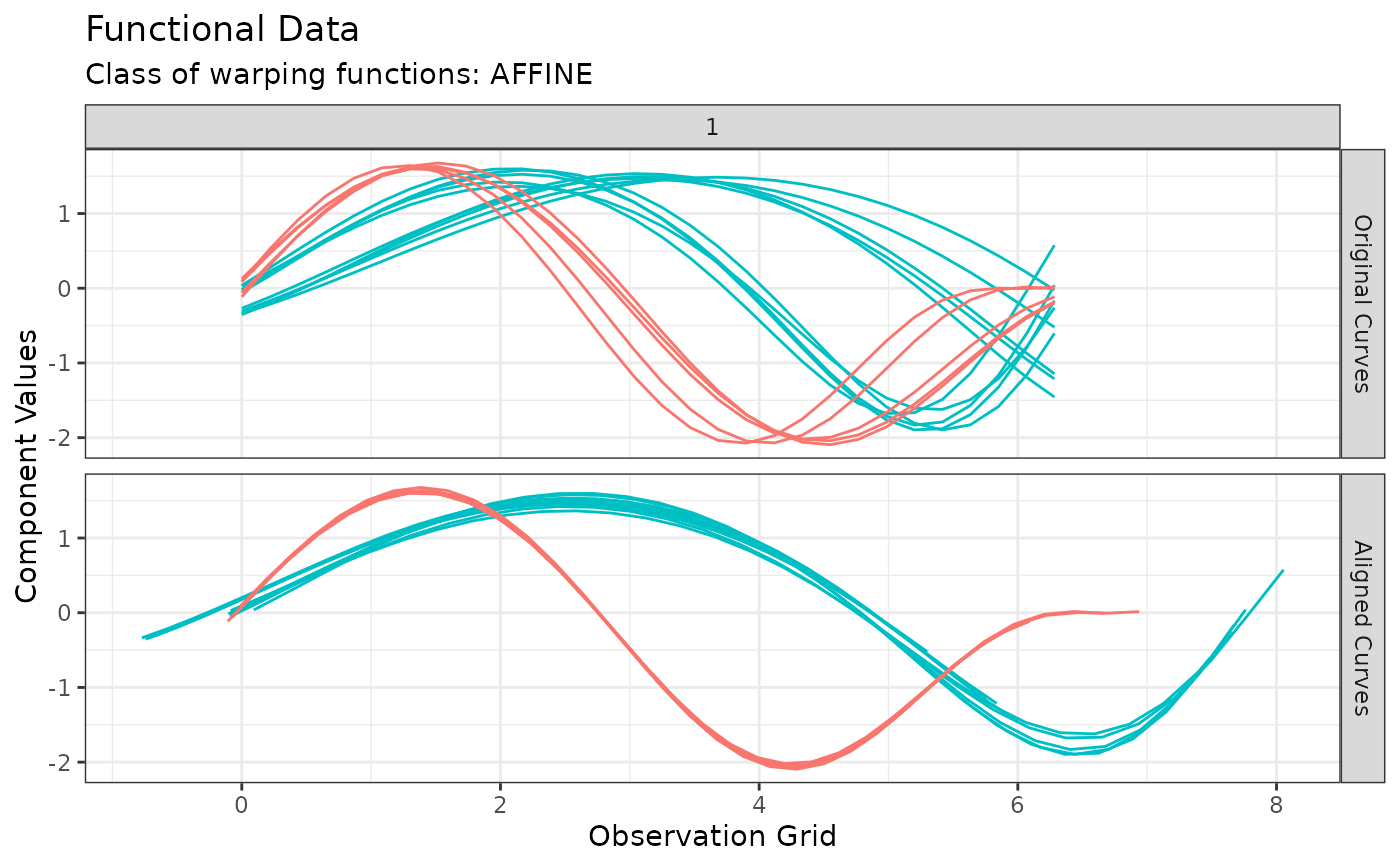 Functional Data
Class of warping functions: AFFINE
1
Component Values
1
0
-1
-2
Original Curves
1
0
-1
-2
Aligned Curves
0 2 4 6 8
Observation Grid